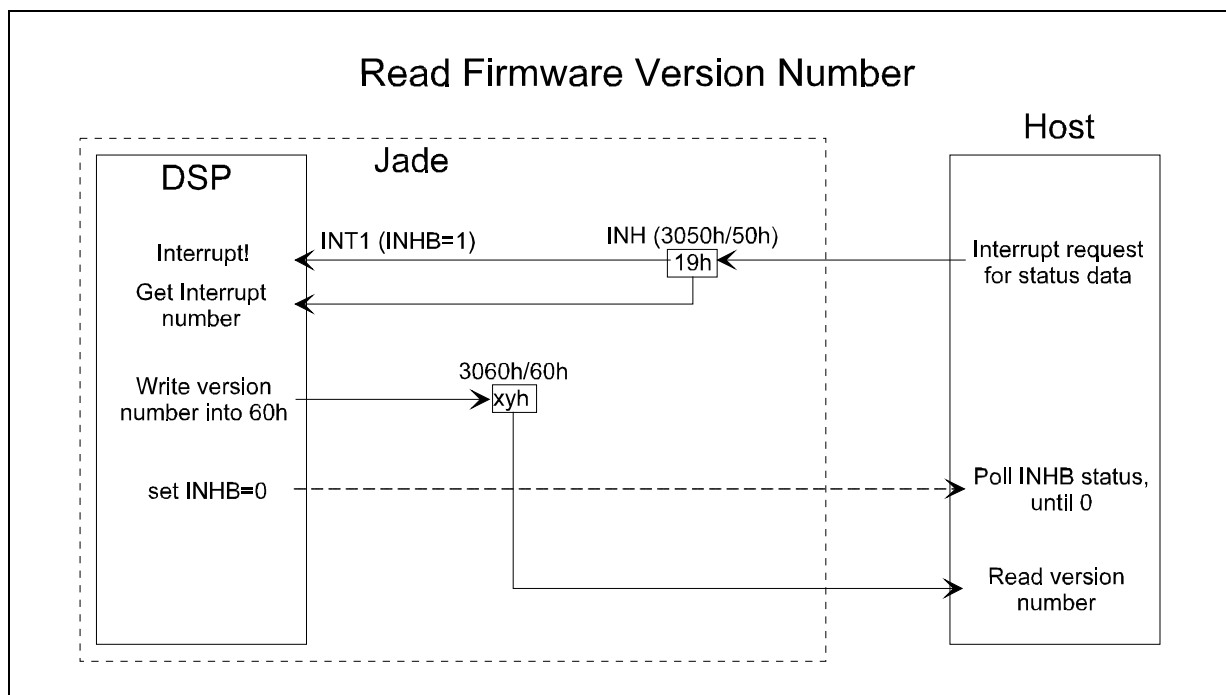 Read Firmware Version Number
Host
Jade
DSP
INT1 (INHB=1)
INH (3050h/50h)
Interrupt!
19h
Interrupt request
for status data
Get Interrupt
number
3060h/60h
Write version
number into 60h
xyh
set INHB=0
Poll INHB status,
until 0
Read version
number